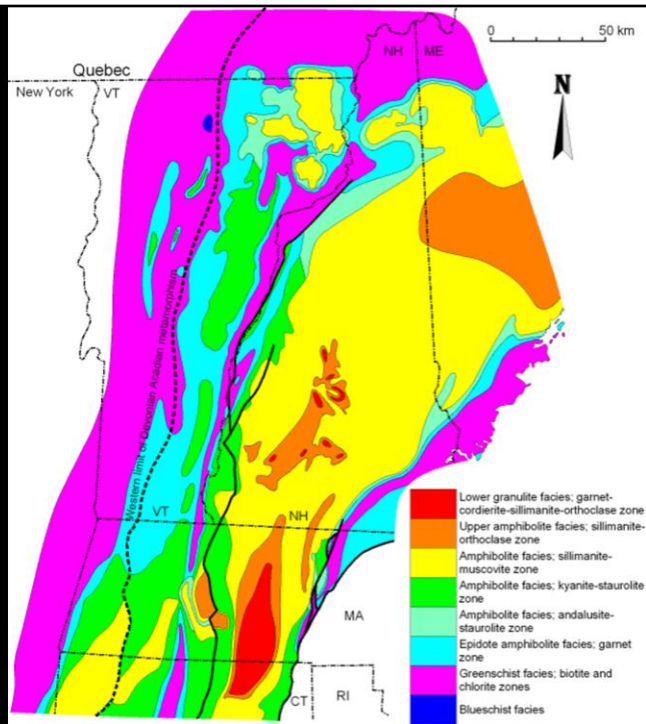 0 50 km
NH ME
Quebec
New York
VT
N
Western limit of Devonian Acadian metamorphism
VT
NH
MA
CT
RI
Lower granulite facies; garnet-
cordierite-sillimanite-orthoclase zone
Upper amphibolite facies; sillimanite-
orthoclase zone
Amphibolite facies; sillimanite-
muscovite zone
Amphibolite facies; kyanite-staurolite
zone
Amphibolite facies; andalusite-
staurolite zone
Epidote amphibolite facies; garnet
zone
Greenschist facies; biotite and
chlorite zones
Blueschist facies